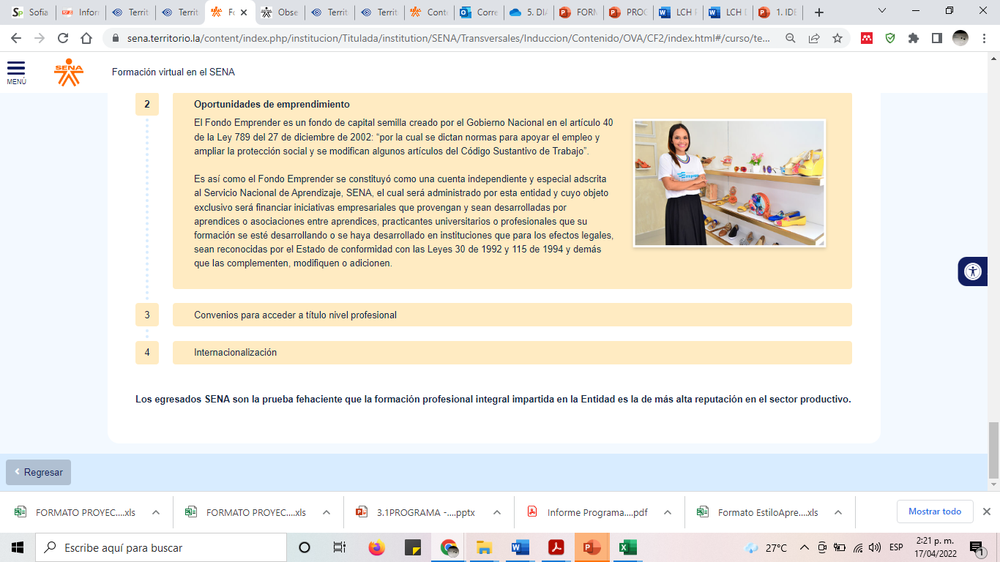 Sofia
Infor
Territ
Territ
Fo
Obse
Territ
Territ
Conte
Corre
5. DIA
FORM
PROG
LCH F
LCH D
1. IDE
sena.territorio.la/content/index.php/institucion/Titulada/institution/SENA/Transversales/Induccion/Contenido/OVA/CF2/index.html#/curso/te...
MENÚ
SENA
Formación virtual en el SENA
2
Oportunidades de emprendimiento
El Fondo Emprender es un fondo de capital semilla creado por el Gobierno Nacional en el artículo 40
de la Ley 789 del 27 de diciembre de 2002: “por la cual se dictan normas para apoyar el empleo y
ampliar la protección social y se modifican algunos artículos del Código Sustantivo de Trabajo”.
Es así como el Fondo Emprender se constituyó como una cuenta independiente y especial adscrita
al Servicio Nacional de Aprendizaje, SENA, el cual será administrado por esta entidad y cuyo objeto
exclusivo será financiar iniciativas empresariales que provengan y sean desarrolladas por
aprendices o asociaciones entre aprendices, practicantes universitarios o profesionales que su
formación se esté desarrollando o se haya desarrollado en instituciones que para los efectos legales,
sean reconocidas por el Estado de conformidad con las Leyes 30 de 1992 y 115 de 1994 y demás
que las complementen, modifiquen o adicionen.
3
Convenios para acceder a título nivel profesional
4
Internacionalización
Los egresados SENA son la prueba fehaciente que la formación profesional integral impartida en la Entidad es la de más alta reputación en el sector productivo.
Regresar
FORMATO PROYEC....xls
FORMATO PROYEC....xls
3.1PROGRAMA -....pptx
Informe Programa....pdf
Formato EstiloApre....xls
Mostrar todo
Escribe aquí para buscar
27°C
ESP
2:21 p. m.
17/04/2022
1